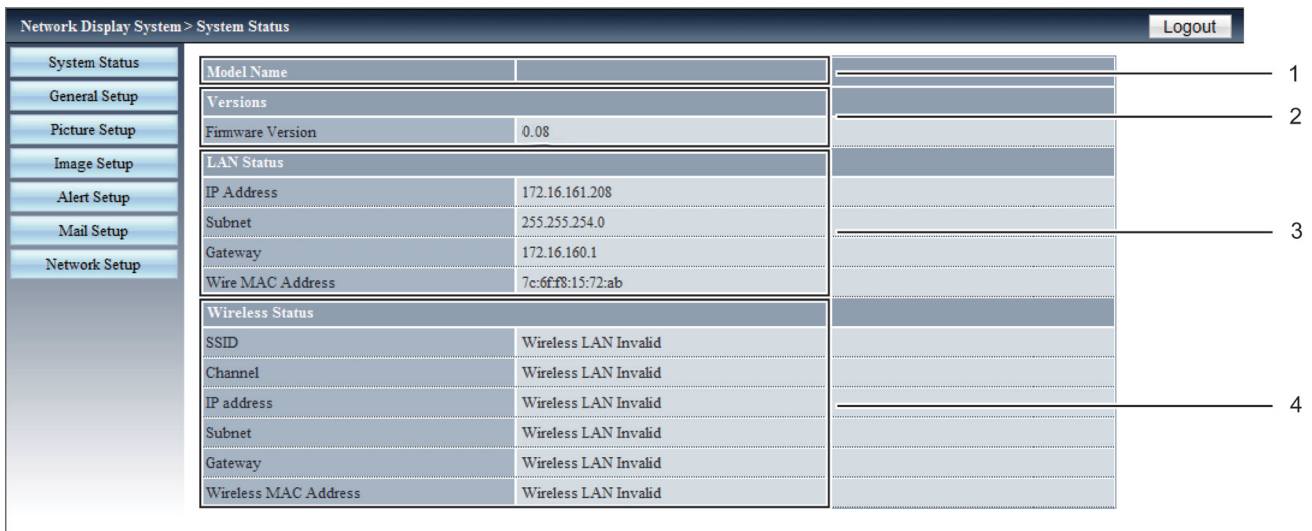 Network Display System > System Status
Logout
System Status
General Setup
Picture Setup
Image Setup
Alert Setup
Mail Setup
Network Setup
Model Name
1
Versions
2
Firmware Version 0.08
LAN Status
IP Address 172.16.161.208
Subnet 255.255.254.0
3
Gateway 172.16.160.1
Wire MAC Address 7c:6f:f8:15:72:ab
Wireless Status
SSID Wireless LAN Invalid
Channel Wireless LAN Invalid
IP address Wireless LAN Invalid
4
Subnet Wireless LAN Invalid
Gateway Wireless LAN Invalid
Wireless MAC Address Wireless LAN Invalid